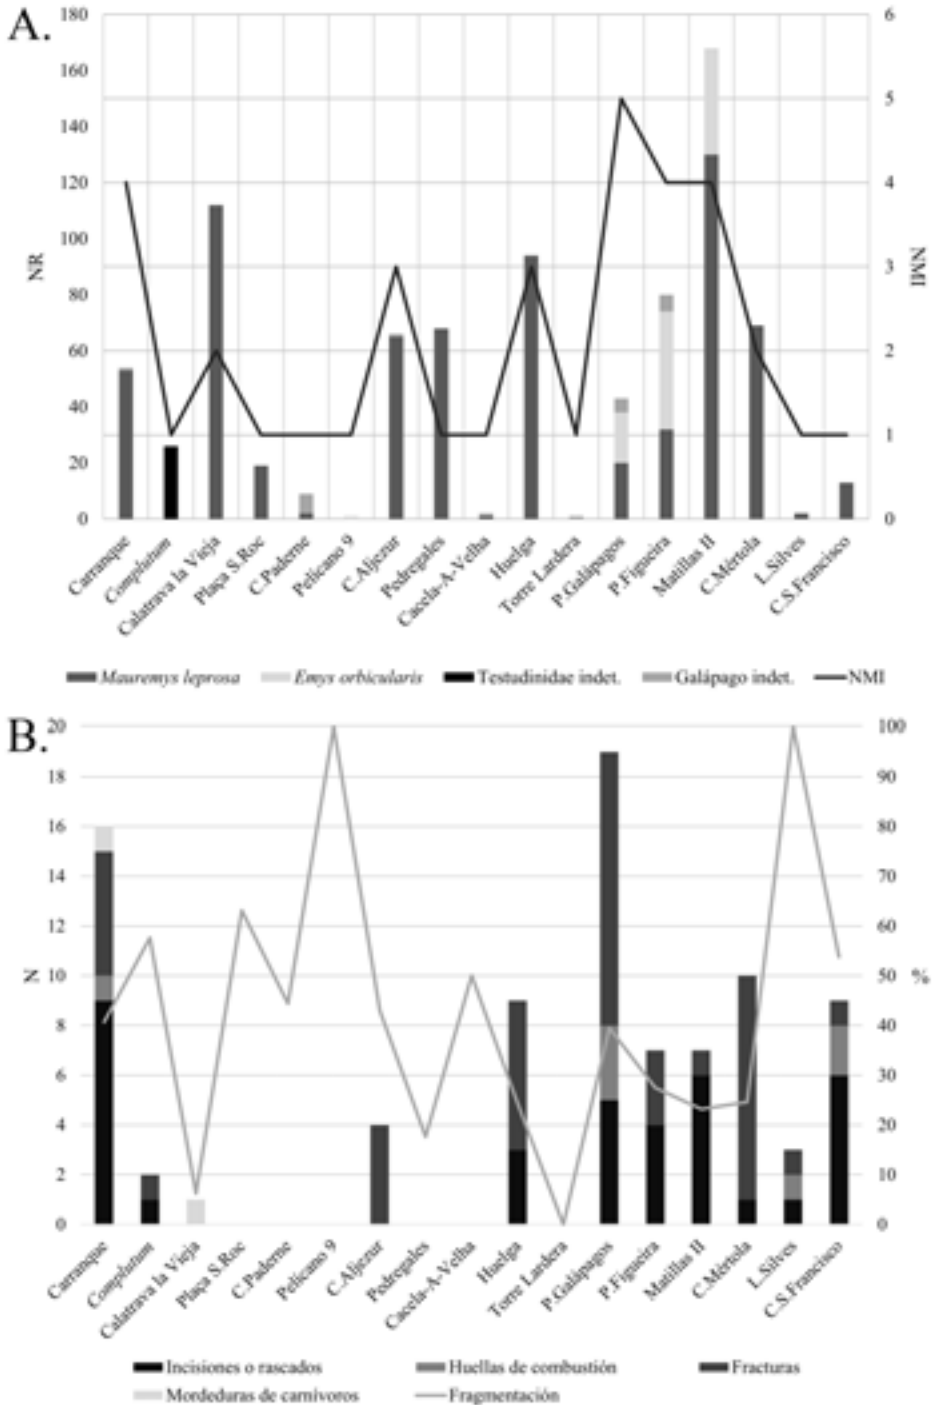 A.
180
160
140
120
100
80
60
40
20
0
NR
6
5
4
3
2
1
0
NMI
Carranque
Complutum
Calatrava la Vieja
Plaça S.Roc
C.Paderne
Pelicano 9
C.Aljezur
Pedregales
Cacela-A-Velha
Huelga
Torre Lardera
P.Galápagos
P.Figueira
Matillas II
C.Mértola
L.Silves
C.S.Francisco
Mauremys leprosa Emys orbicularis Testudinidae indet. Galápago indet. NMI
B.
20
18
16
14
12
10
8
6
4
2
0
N
100
90
80
70
60
50
40
30
20
10
0
%
Carranque
Complutum
Calatrava la Vieja
Plaça S.Roc
C.Paderne
Pelicano 9
C.Aljezur
Pedregales
Cacela-A-Velha
Huelga
Torre Lardera
P.Galápagos
P.Figueira
Matillas II
C.Mértola
L.Silves
C.S.Francisco
Incisiones o rascados Huellas de combustión Fracturas
Mordeduras de carnívoros Fragmentación